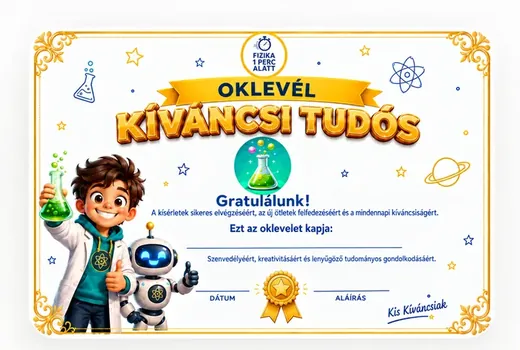 FIZIKA
1 PERC
ALATT
OKLEVÉL
KÍVÁNCSI TUDÓS
Gratulálunk!
A kísérletek sikeres elvégzéséért, az új ötletek felfedezéséért és a mindennapi kíváncsiságért.
Ezt az oklevelet kapja:
Szenvedélyéért, kreativitásáért és lenyűgöző tudományos gondolkodásáért.
DÁTUM
ALÁÍRÁS
Kis Kíváncsiak